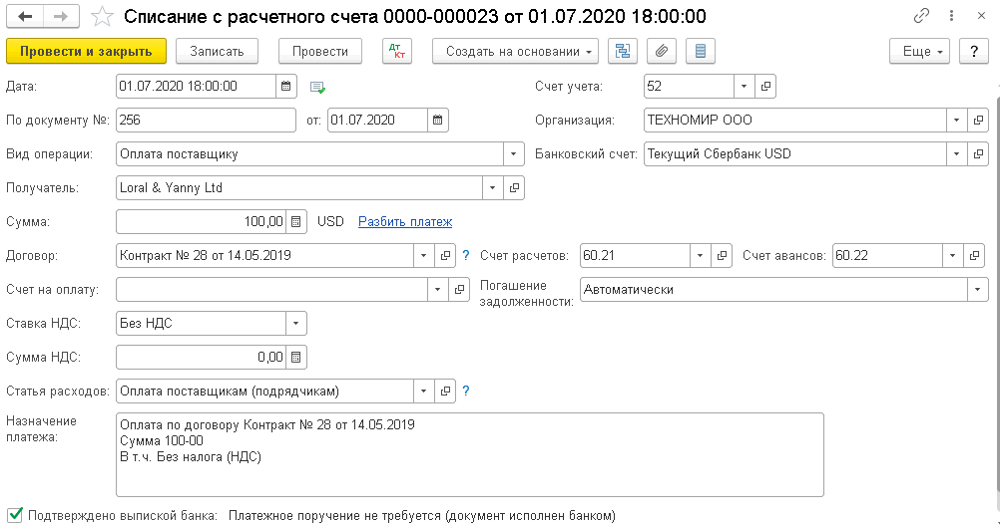 Списание с расчетного счета 0000-000023 от 01.07.2020 18:00:00
Провести и закрыть Записать Провести Дт Кт Создать на основании Еще ?
Дата: 01.07.2020 18:00:00 Счет учета: 52
По документу №: 256 от: 01.07.2020 Организация: ТЕХНОМИР ООО
Вид операции: Оплата поставщику Банковский счет: Текущий Сбербанк USD
Получатель: Loral & Yanny Ltd
Сумма: 100,00 USD Разбить платеж
Договор: Контракт № 28 от 14.05.2019 ? Счет расчетов: 60.21 Счет авансов: 60.22
Счет на оплату: Погашение задолженности: Автоматически
Ставка НДС: Без НДС
Сумма НДС: 0,00
Статья расходов: Оплата поставщикам (подрядчикам) ?
Назначение платежа: Оплата по договору Контракт № 28 от 14.05.2019
Сумма 100-00
В т.ч. Без налога (НДС)
Подтверждено выпиской банка: Платежное поручение не требуется (документ исполнен банком)